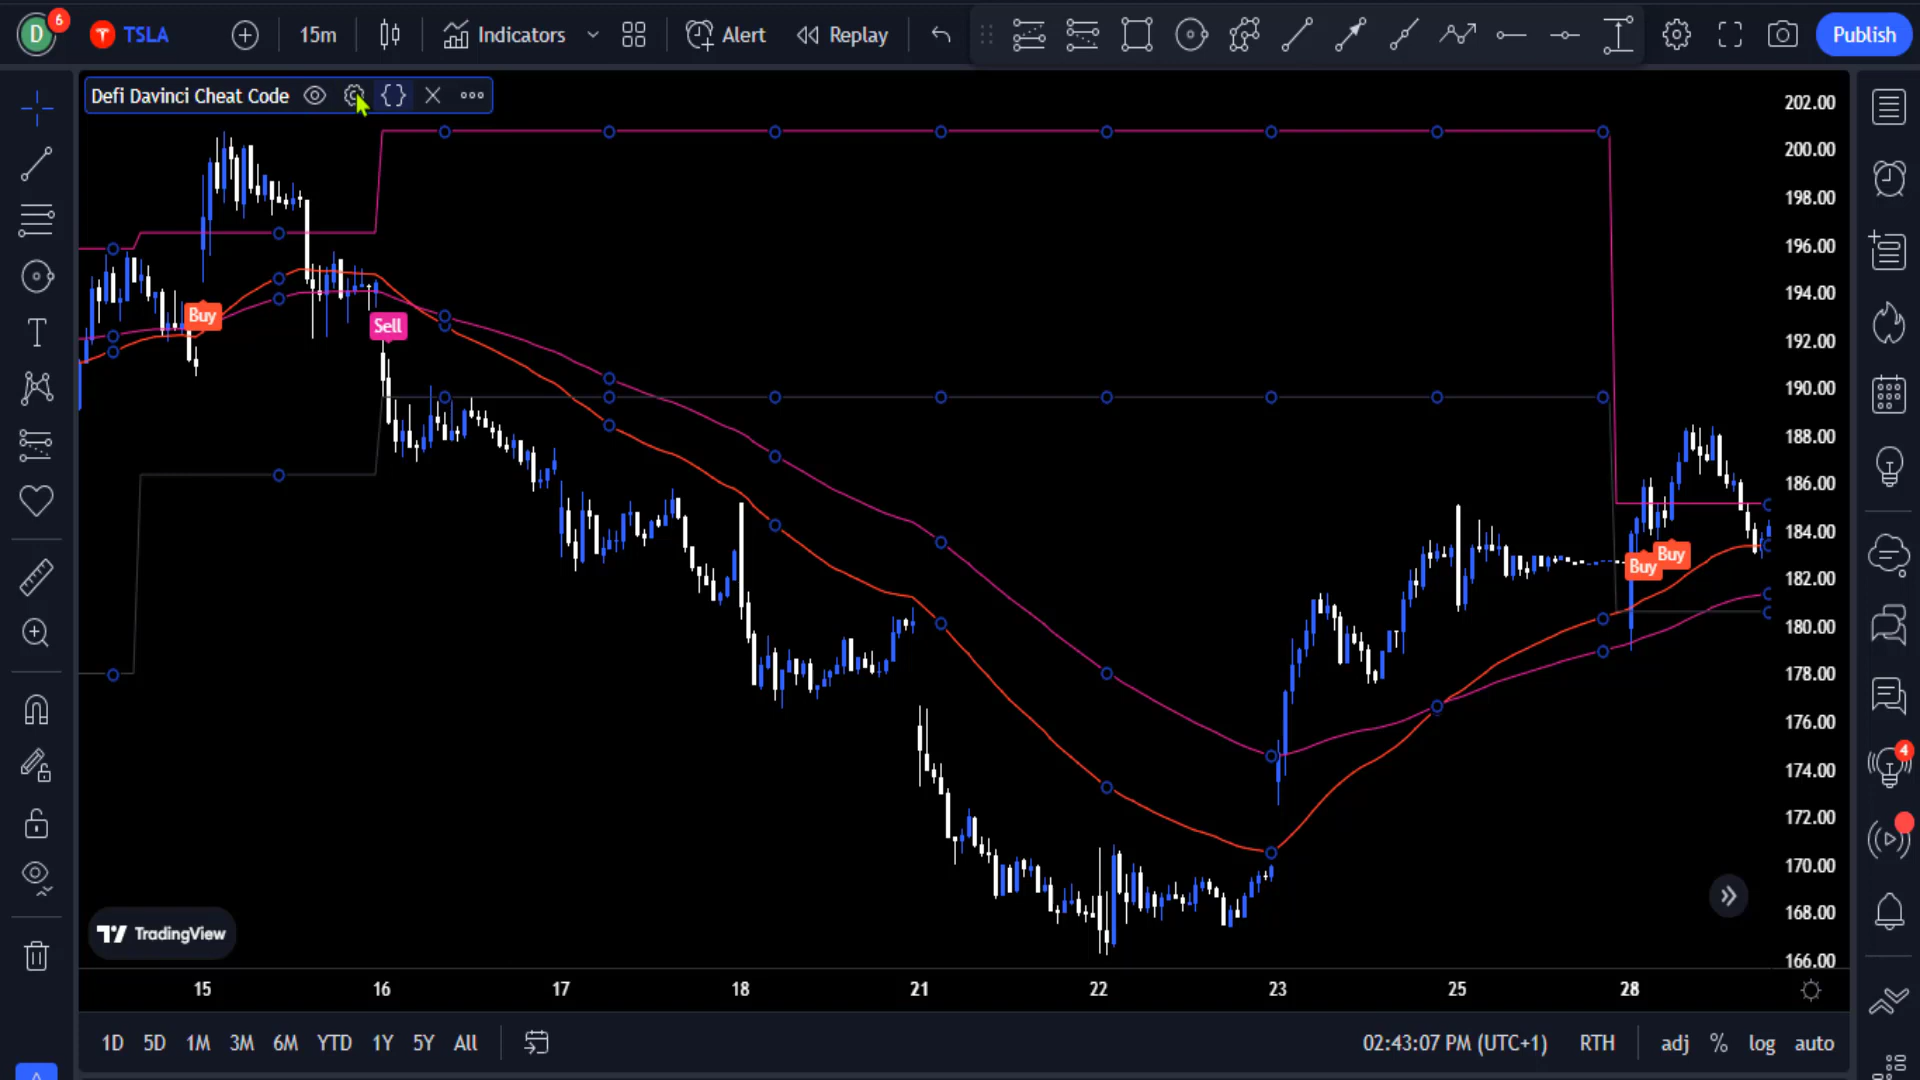 D
6
TSLA
15m
Indicators
Alert
Replay
Publish
Defi Davinci Cheat Code
{}
202.00
200.00
198.00
196.00
194.00
192.00
190.00
188.00
186.00
184.00
182.00
180.00
178.00
176.00
174.00
172.00
170.00
168.00
166.00
Buy
Sell
Buy
Buy
4
TradingView
15 16 17 18 21 22 23 25 28
1D 5D 1M 3M 6M YTD 1Y 5Y All
02:43:07 PM (UTC+1) RTH adj % log auto